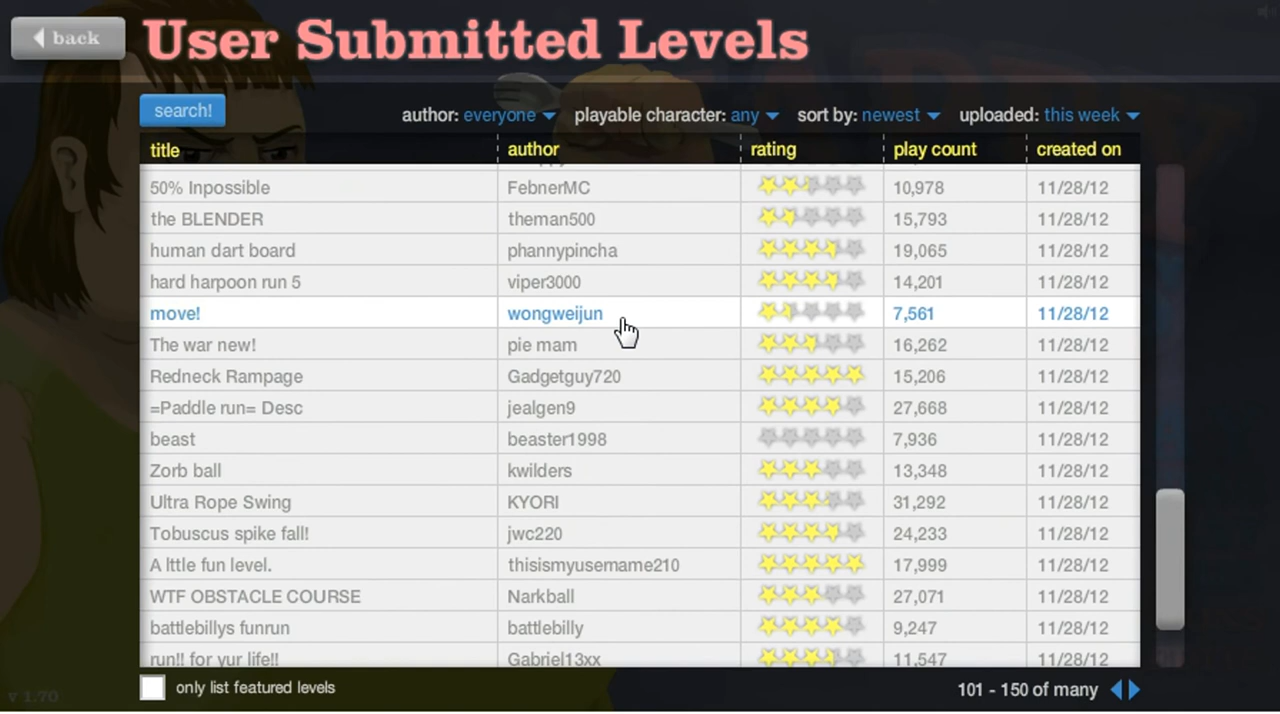 back User Submitted Levels
search! author: everyone playable character: any sort by: newest uploaded: this week
title author rating play count created on
50% Inpossible FebnerMC 10,978 11/28/12
the BLENDER theman500 15,793 11/28/12
human dart board phannypincha 19,065 11/28/12
hard harpoon run 5 viper3000 14,201 11/28/12
move! wongweijun 7,561 11/28/12
The war new! pie mam 16,262 11/28/12
Redneck Rampage Gadgetguy720 15,206 11/28/12
=Paddle run= Desc jealgen9 27,668 11/28/12
beast beaster1998 7,936 11/28/12
Zorb ball kwilders 13,348 11/28/12
Ultra Rope Swing KYORI 31,292 11/28/12
Tobuscus spike fall! jwc220 24,233 11/28/12
A lttle fun level. thisismyusername210 17,999 11/28/12
WTF OBSTACLE COURSE Narkball 27,071 11/28/12
battlebillys funrun battlebilly 9,247 11/28/12
run!! for yur life!! Gabriel13xx 11,547 11/28/12
v 1.70 only list featured levels 101 - 150 of many